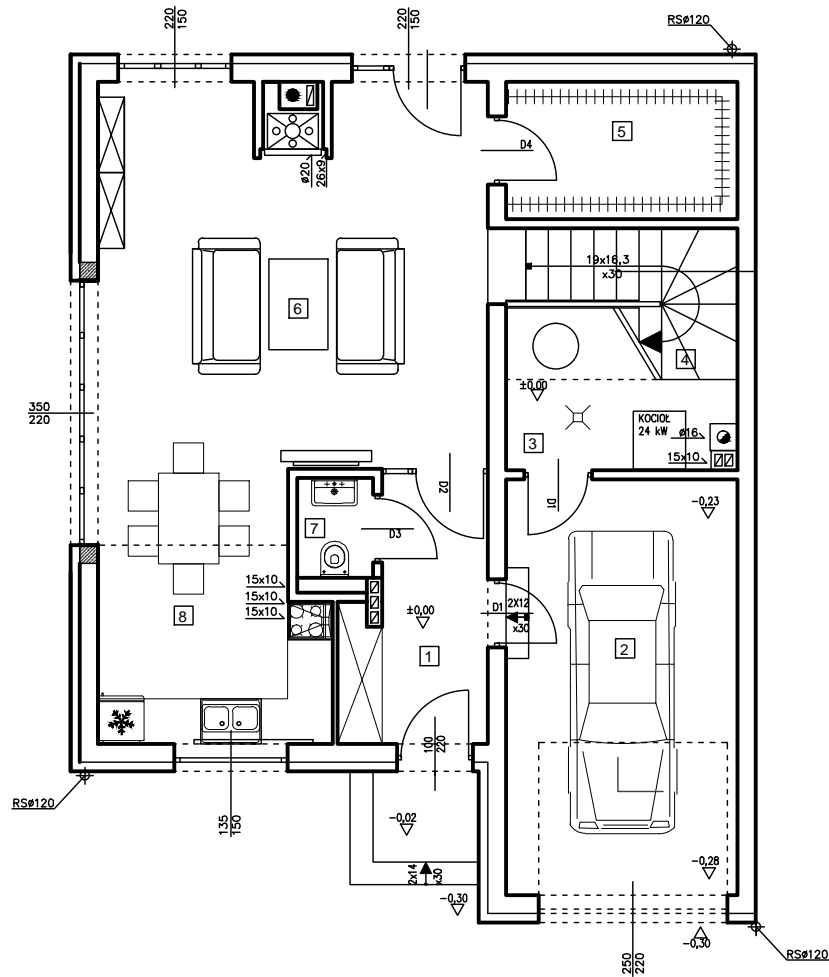 220
150
220
150
RSø120
5
D4
ø20
26x9
19x16,3
x30
6
4
±0,00
350
220
KOCIOŁ
24 kW
ø16
15x10
3
D2
D1
-0,23
7
D3
15x10
15x10
15x10
8
±0,00
D1
2X12
x30
1
2
100
220
RSø120
135
150
-0,02
2x14
x30
-0,28
-0,30
-0,30
250
220
RSø120